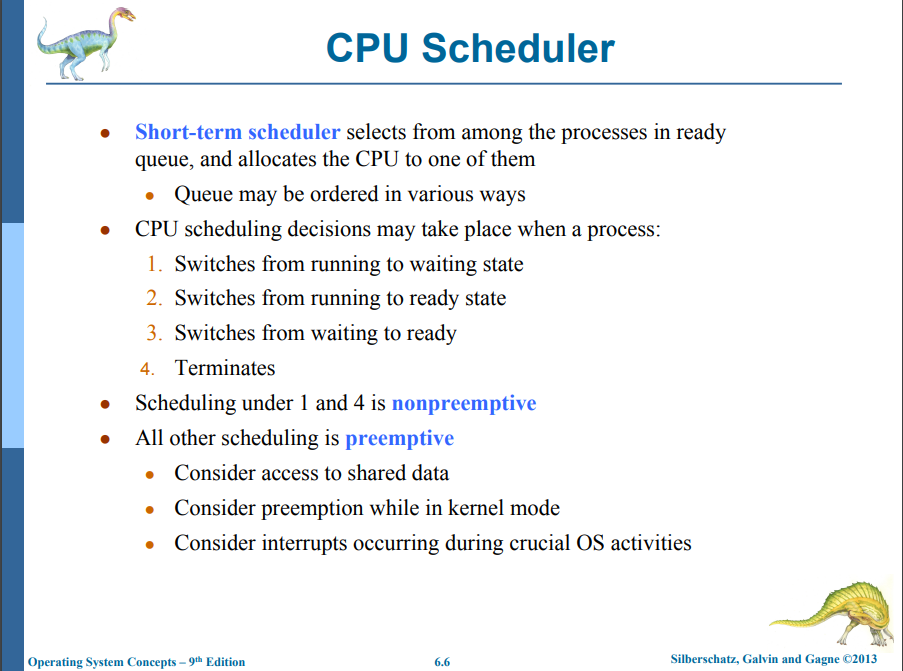 CPU Scheduler
● Short-term scheduler selects from among the processes in ready
queue, and allocates the CPU to one of them
● Queue may be ordered in various ways
● CPU scheduling decisions may take place when a process:
1. Switches from running to waiting state
2. Switches from running to ready state
3. Switches from waiting to ready
4. Terminates
● Scheduling under 1 and 4 is nonpreemptive
● All other scheduling is preemptive
● Consider access to shared data
● Consider preemption while in kernel mode
● Consider interrupts occurring during crucial OS activities
Operating System Concepts – 9th Edition
6.6
Silberschatz, Galvin and Gagne ©2013